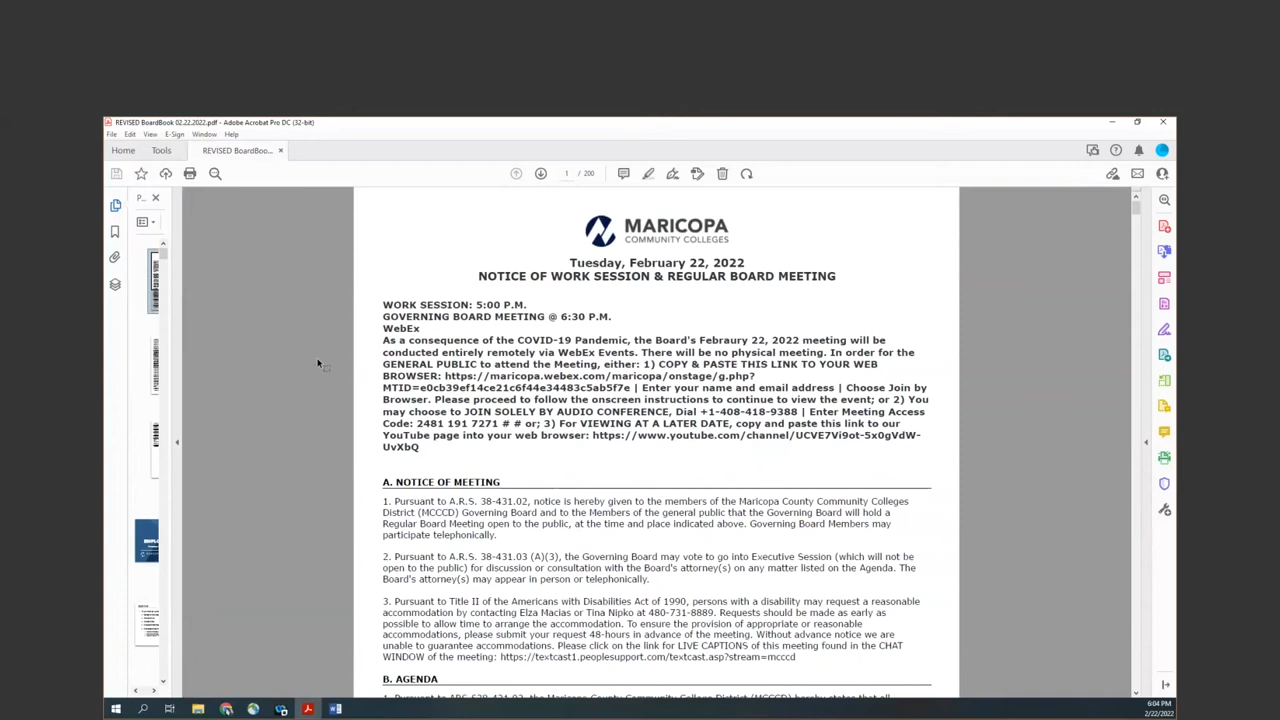 REVISED BoardBook 02.22.2022.pdf - Adobe Acrobat Pro DC (32-bit)
File Edit View E-Sign Window Help
Home Tools REVISED BoardBoo... ×
1 / 200
P...
MARICOPA
COMMUNITY COLLEGES
Tuesday, February 22, 2022
NOTICE OF WORK SESSION & REGULAR BOARD MEETING
WORK SESSION: 5:00 P.M.
GOVERNING BOARD MEETING @ 6:30 P.M.
WebEx
As a consequence of the COVID-19 Pandemic, the Board's Febraury 22, 2022 meeting will be
conducted entirely remotely via WebEx Events. There will be no physical meeting. In order for the
GENERAL PUBLIC to attend the Meeting, either: 1) COPY & PASTE THIS LINK TO YOUR WEB
BROWSER: https://maricopa.webex.com/maricopa/onstage/g.php?
MTID=e0cb39ef14ce21c6f44e34483c5ab5f7e | Enter your name and email address | Choose Join by
Browser. Please proceed to follow the onscreen instructions to continue to view the event; or 2) You
may choose to JOIN SOLELY BY AUDIO CONFERENCE, Dial +1-408-418-9388 | Enter Meeting Access
Code: 2481 191 7271 # # or; 3) For VIEWING AT A LATER DATE, copy and paste this link to our
YouTube page into your web browser: https://www.youtube.com/channel/UCVE7Vi9ot-5x0gVdW-
UvXbQ
A. NOTICE OF MEETING
1. Pursuant to A.R.S. 38-431.02, notice is hereby given to the members of the Maricopa County Community Colleges
District (MCCCD) Governing Board and to the Members of the general public that the Governing Board will hold a
Regular Board Meeting open to the public, at the time and place indicated above. Governing Board Members may
participate telephonically.
2. Pursuant to A.R.S. 38-431.03 (A)(3), the Governing Board may vote to go into Executive Session (which will not be
open to the public) for discussion or consultation with the Board's attorney(s) on any matter listed on the Agenda. The
Board's attorney(s) may appear in person or telephonically.
3. Pursuant to Title II of the Americans with Disabilities Act of 1990, persons with a disability may request a reasonable
accommodation by contacting Elza Macias or Tina Nipko at 480-731-8889. Requests should be made as early as
possible to allow time to arrange the accommodation. To ensure the provision of appropriate or reasonable
accommodations, please submit your request 48-hours in advance of the meeting. Without advance notice we are
unable to guarantee accommodations. Please click on the link for LIVE CAPTIONS of this meeting found in the CHAT
WINDOW of the meeting: https://textcast1.peoplesupport.com/textcast.asp?stream=mcccd
B. AGENDA
6:04 PM
2/22/2022